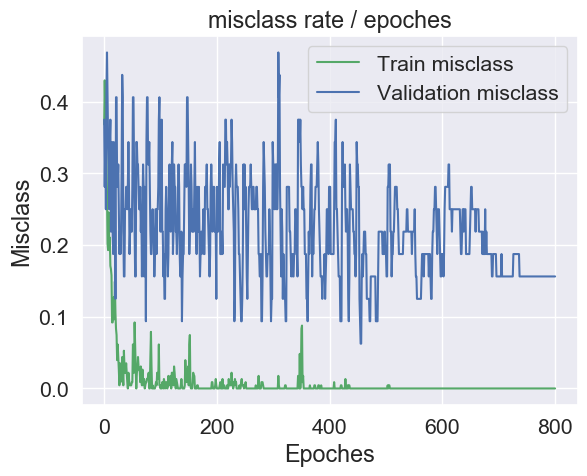 misclass rate / epoches
Train misclass
Validation misclass
Misclass
0.4
0.3
0.2
0.1
0.0
0
200
400
600
800
Epoches